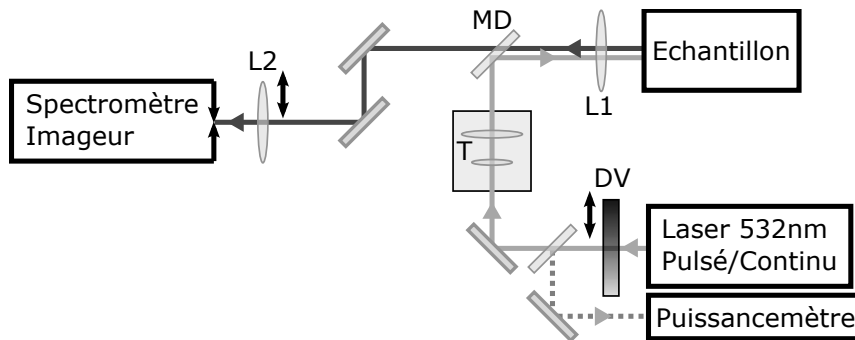 MD
L2
L1
Echantillon
Spectromètre
Imageur
T
DV
Laser 532nm
Pulsé/Continu
Puissancemètre